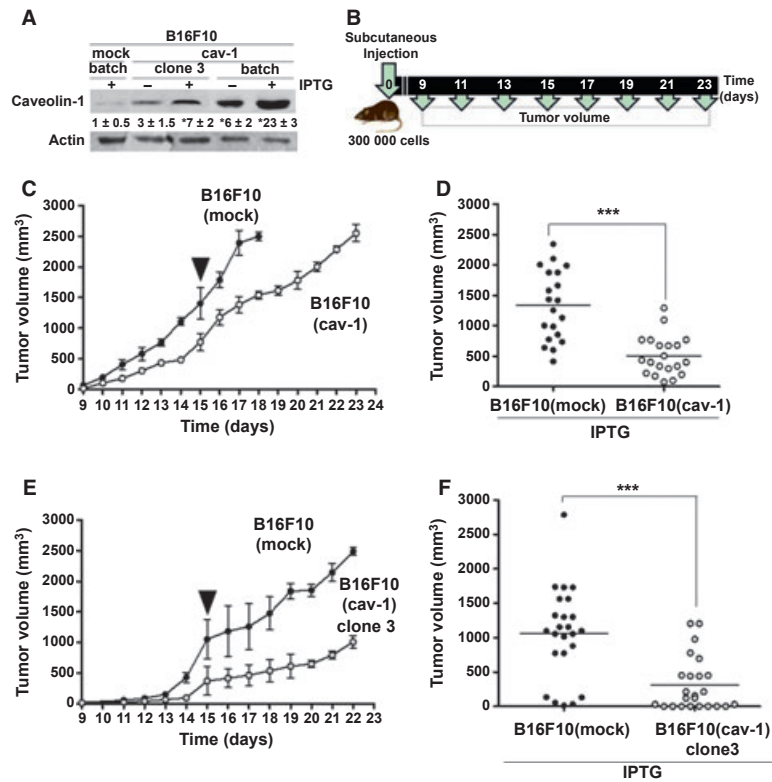 A
B16F10
mock cav-1
batch clone 3 batch
+ – + – + IPTG
Caveolin-1
1 ± 0.5 3 ± 1.5 *7 ± 2 *6 ± 2 *23 ± 3
Actin
B
Subcutaneous
Injection
0 9 11 13 15 17 19 21 23 Time
(days)
Tumor volume
300 000 cells
C
B16F10
(mock)
B16F10
(cav-1)
Tumor volume (mm³)
3000
2500
2000
1500
1000
500
0
9 10 11 12 13 14 15 16 17 18 19 20 21 22 23 24
Time (days)
D
***
Tumor volume (mm³)
3000
2500
2000
1500
1000
500
0
B16F10(mock) B16F10(cav-1)
IPTG
E
B16F10
(mock)
B16F10
(cav-1)
clone 3
Tumor volume (mm³)
3000
2500
2000
1500
1000
500
0
9 10 11 12 13 14 15 16 17 18 19 20 21 22 23
Time (days)
F
***
Tumor volume (mm³)
3000
2500
2000
1500
1000
500
0
B16F10(mock) B16F10(cav-1)
clone3
IPTG